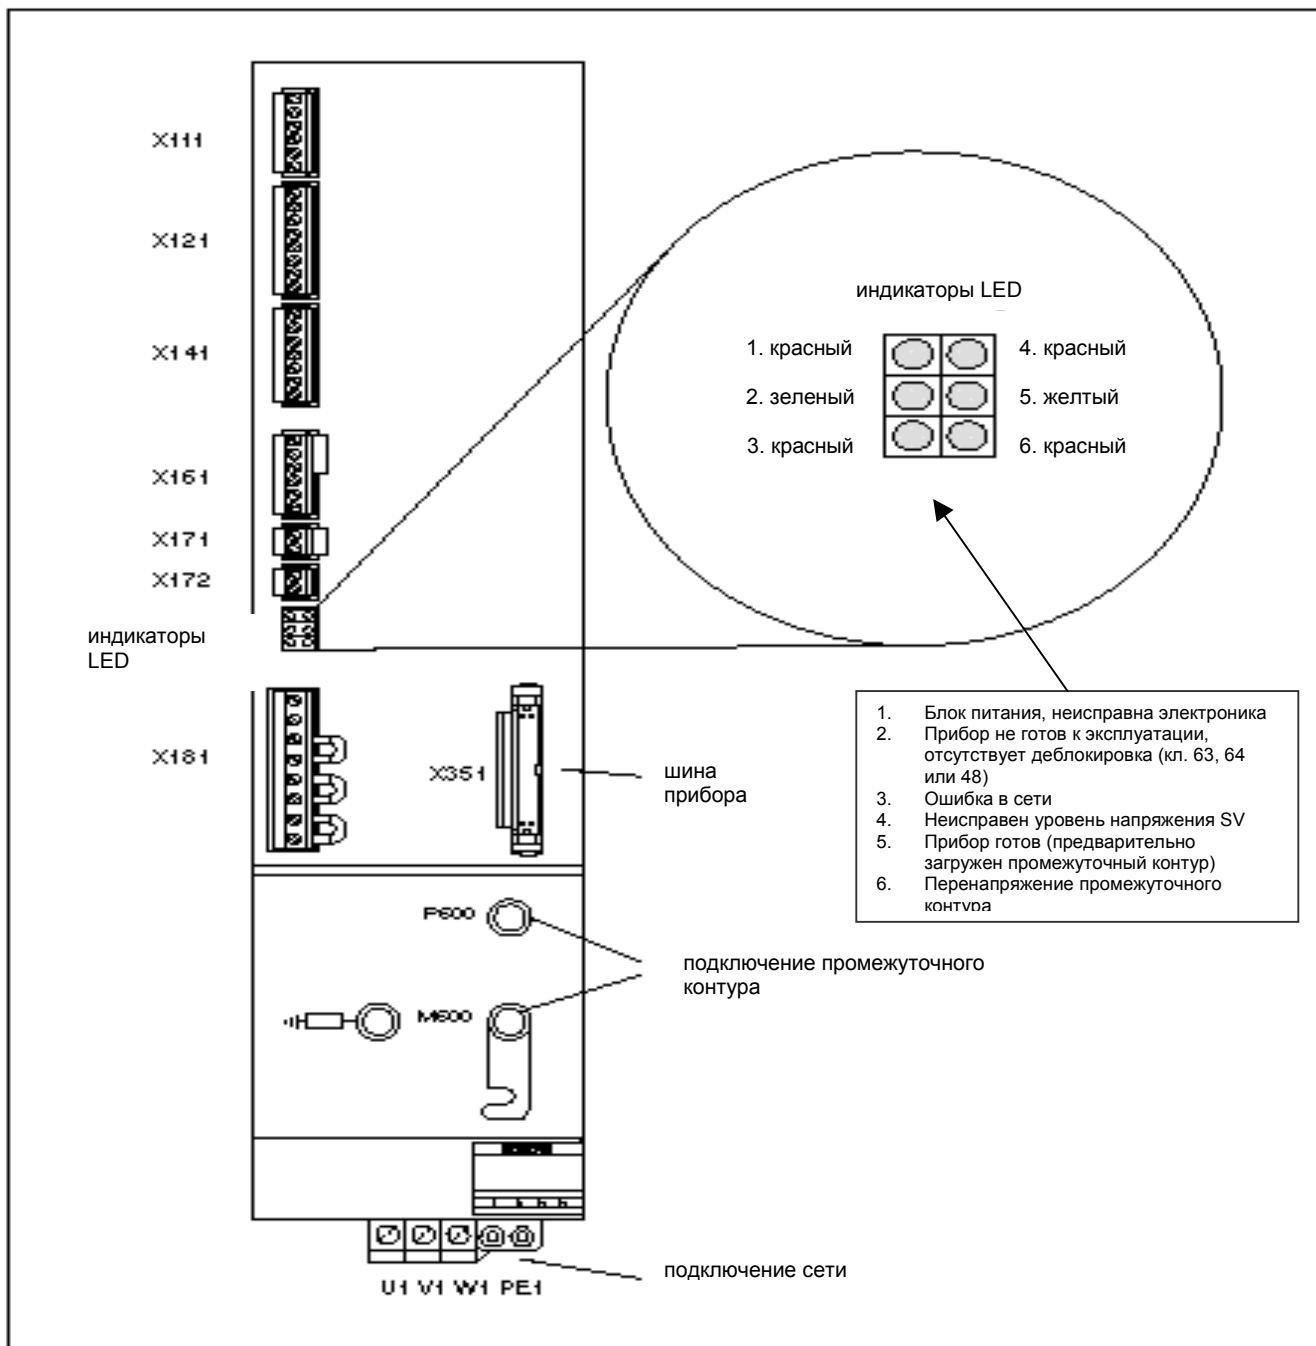 X111
X121
X141
X161
X171
X172
индикаторы
LED
X181
индикаторы LED
1. красный
4. красный
2. зеленый
5. желтый
3. красный
6. красный
1. Блок питания, неисправна электроника
2. Прибор не готов к эксплуатации,
отсутствует деблокировка (кл. 63, 64
или 48)
3. Ошибка в сети
4. Неисправен уровень напряжения SV
5. Прибор готов (предварительно
загружен промежуточный контур)
6. Перенапряжение промежуточного
контура
X351
шина
прибора
P600
подключение промежуточного
контура
M600
подключение сети
U1 V1 W1 PE1